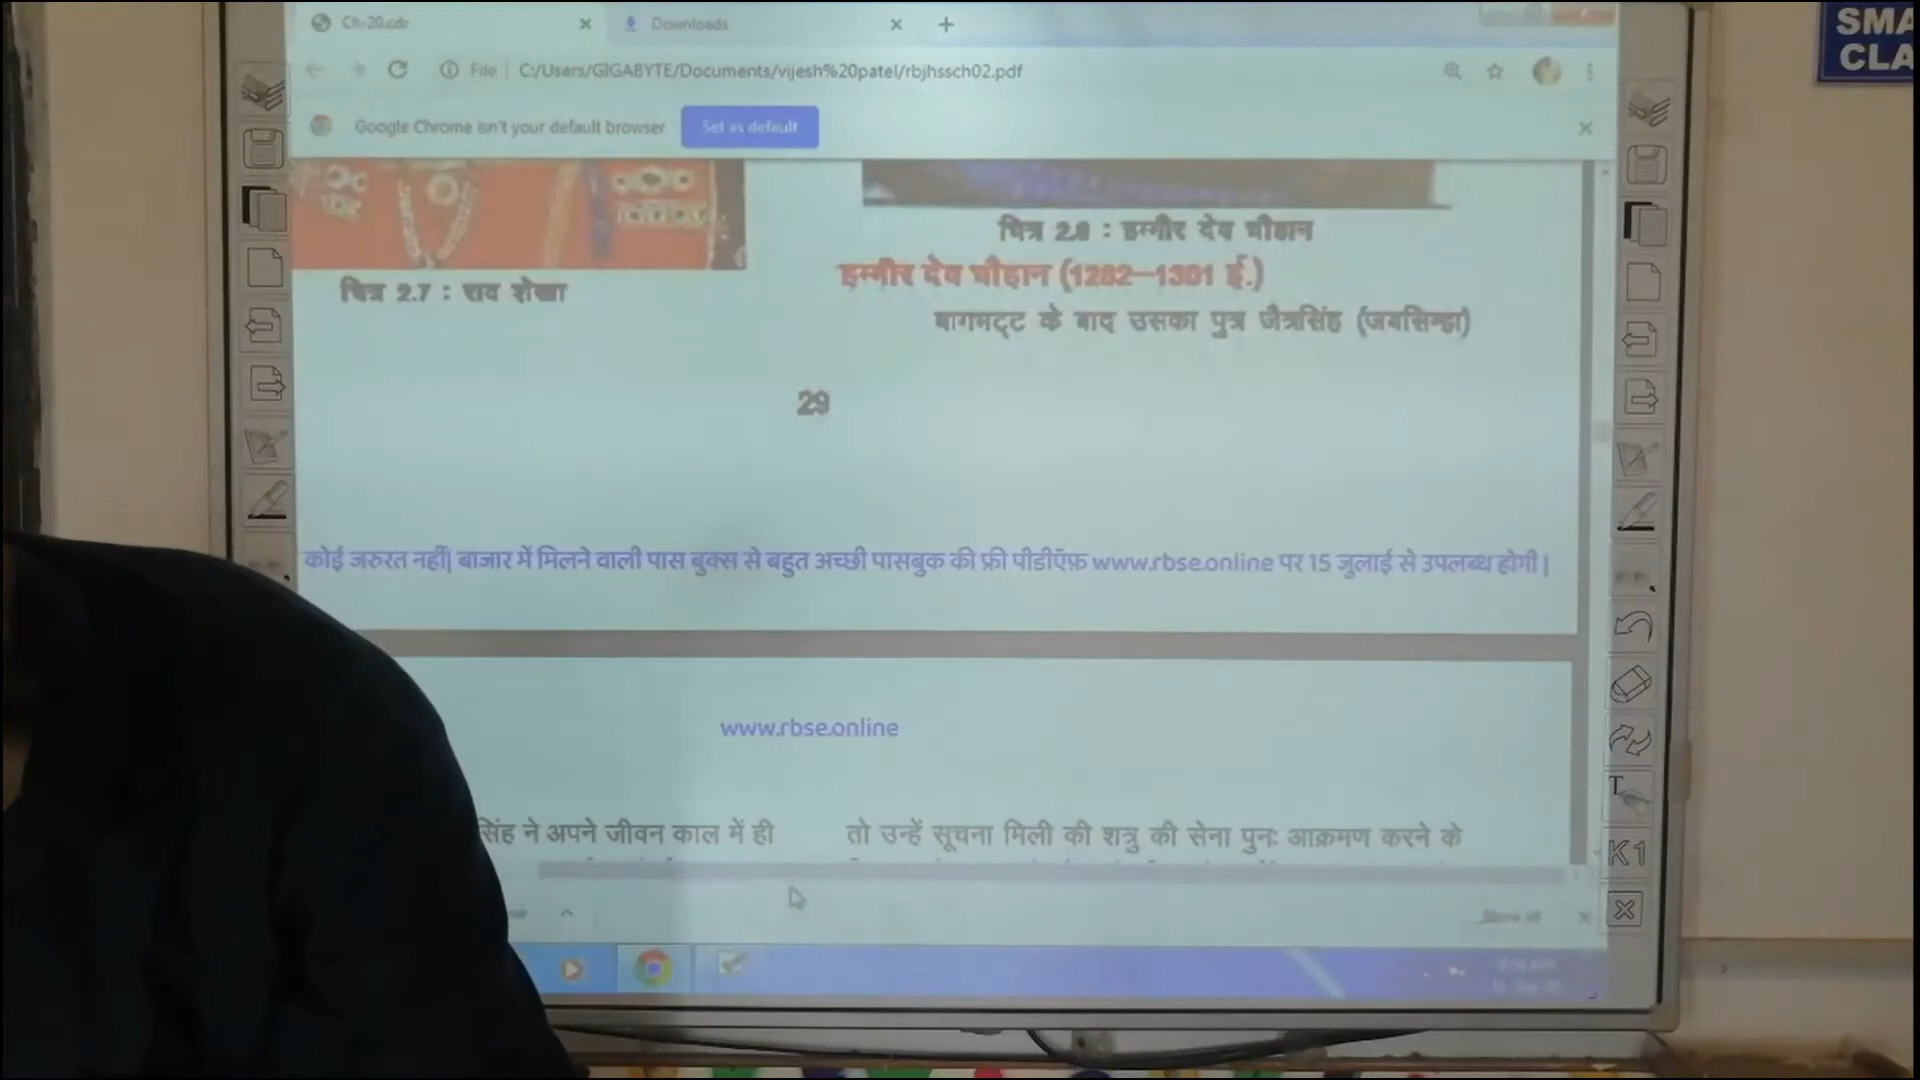 Ch-20.cdr
Downloads
File
C:/Users/GIGABYTE/Documents/vijesh%20patel/rbjhssch02.pdf
Google Chrome isn't your default browser
Set as default
चित्र 2.7 : राव शेखा
चित्र 2.8 : हम्मीर देव चौहान
हम्मीर देव चौहान (1282–1301 ई.)
बागभट्ट के बाद उसका पुत्र जैत्रसिंह (जयसिम्हा)
29
कोई जरुरत नहीं| बाजार में मिलने वाली पास बुक्स से बहुत अच्छी पासबुक की फ्री पीडीऍफ़ www.rbse.online पर 15 जुलाई से उपलब्ध होगी |
www.rbse.online
सिंह ने अपने जीवन काल में ही
तो उन्हें सूचना मिली की शत्रु की सेना पुनः आक्रमण करने के
Show all
T
K1
SMA
CLA